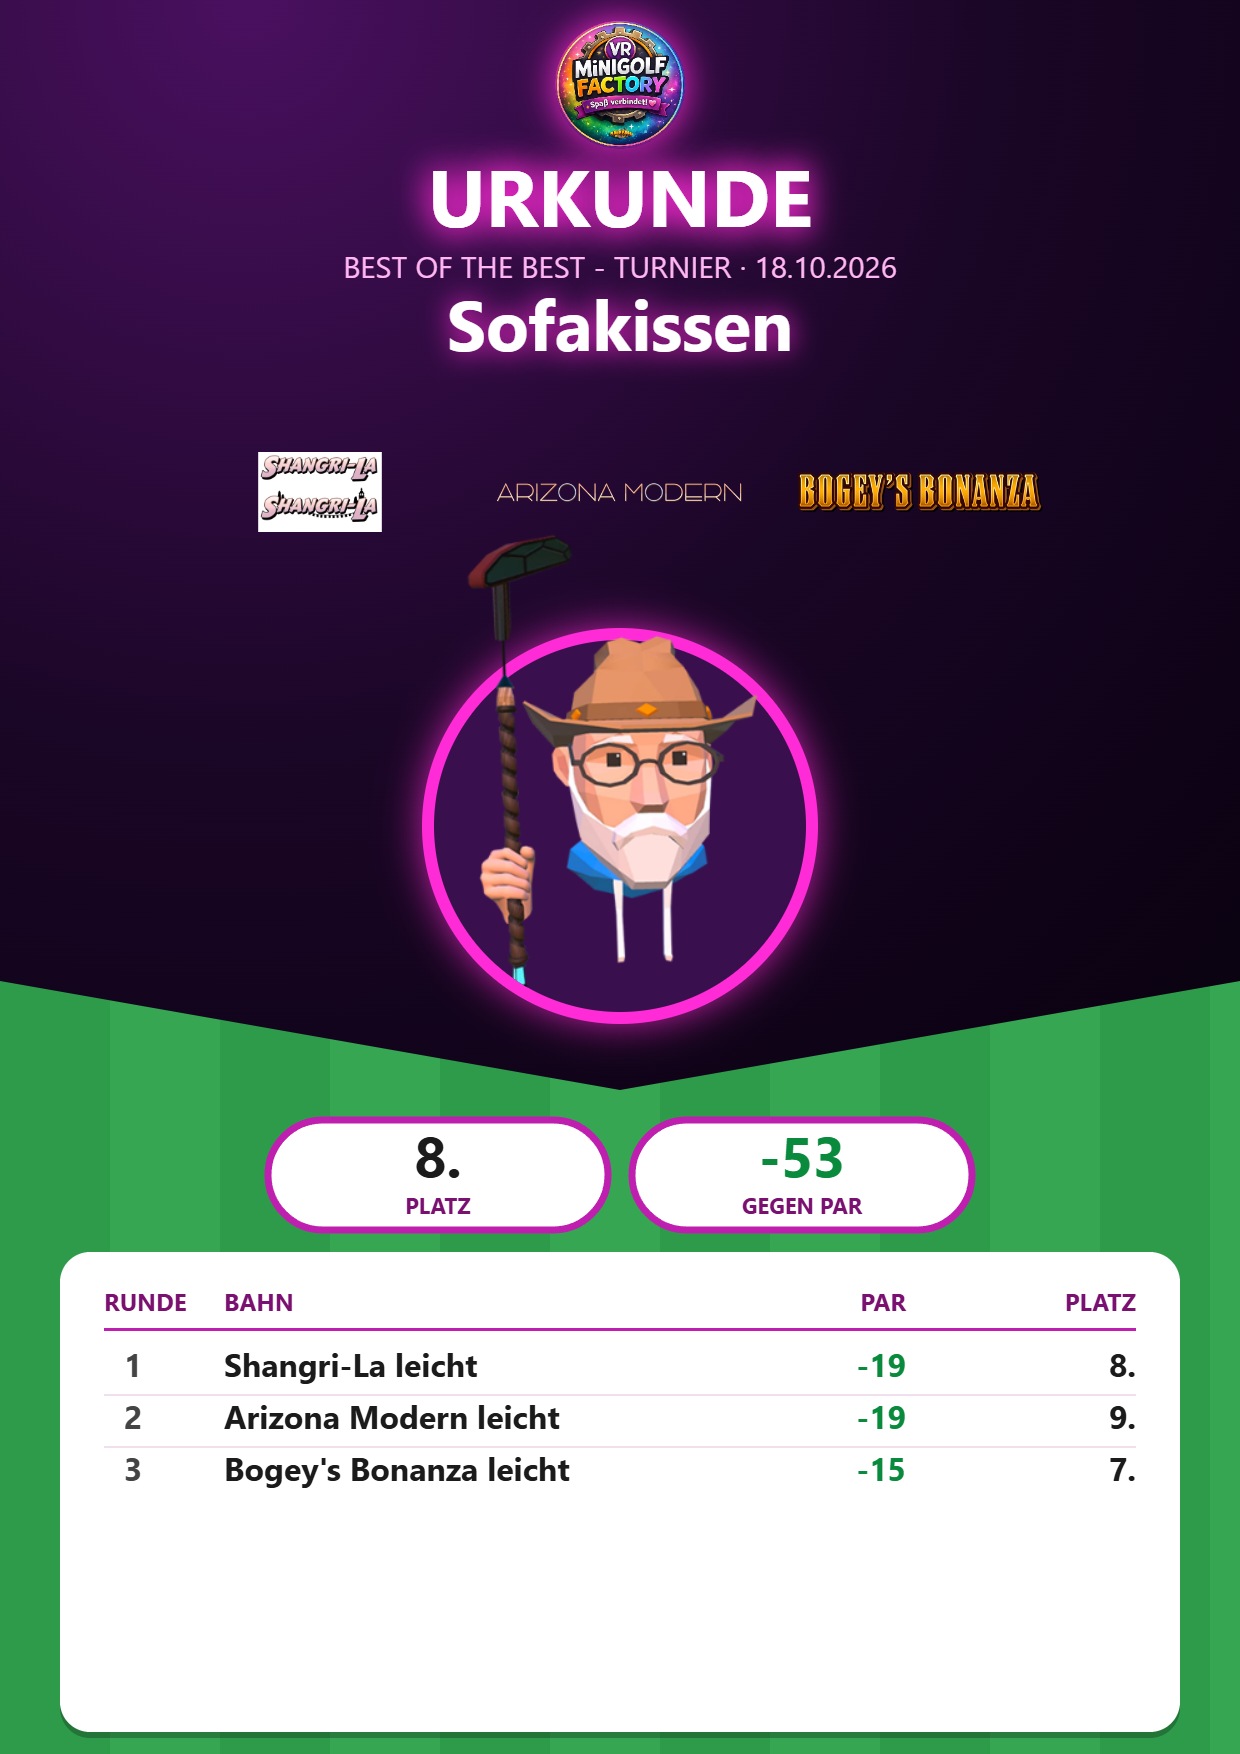 VR
MiNIGOLF
FACTORY
Spaß verbindet!
URKUNDE
BEST OF THE BEST - TURNIER · 18.10.2026
Sofakissen
SHANGRI-LA
SHANGRI-LA
ARIZONA MODERN
BOGEY'S BONANZA
8.
PLATZ
-53
GEGEN PAR
RUNDE BAHN PAR PLATZ
1 Shangri-La leicht -19 8.
2 Arizona Modern leicht -19 9.
3 Bogey's Bonanza leicht -15 7.